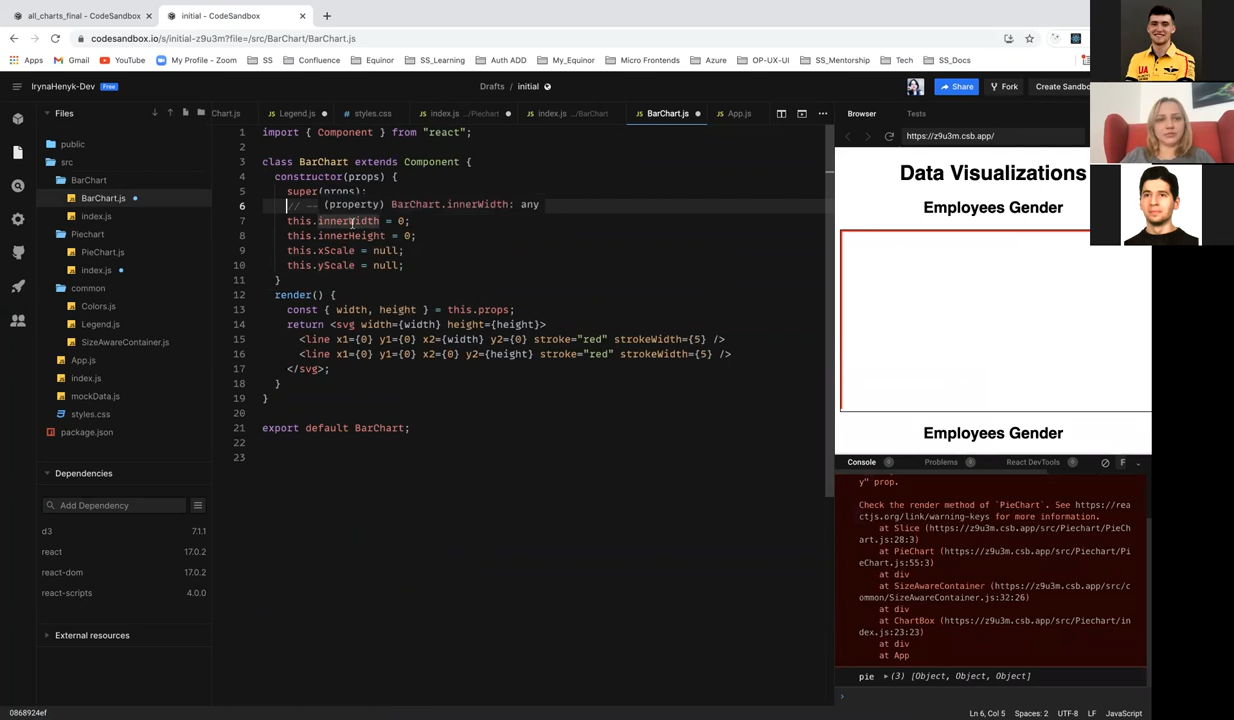 all_charts_final - CodeSandbox
initial - CodeSandbox
codesandbox.io/s/initial-z9u3m?file=/src/BarChart/BarChart.js
Apps
Gmail
YouTube
My Profile - Zoom
SS
Confluence
Equinor
SS_Learning
Auth ADD
My_Equinor
Micro Frontends
Azure
OP-UX-UI
SS_Mentorship
Tech
SS_Docs
IrynaHenyk-Dev
Free
Drafts / initial
Share
Fork
Create Sandbo
Files
Chart.js
Legend.js
styles.css
index.js .../Piechart
index.js .../BarChart
BarChart.js
App.js
Browser
Tests
https://z9u3m.csb.app/
public
src
BarChart
BarChart.js
index.js
Piechart
PieChart.js
index.js
common
Colors.js
Legend.js
SizeAwareContainer.js
App.js
index.js
mockData.js
styles.css
package.json
Dependencies
Add Dependency
d3 7.1.1
react 17.0.2
react-dom 17.0.2
react-scripts 4.0.0
External resources
0868924ef
1 import { Component } from "react";
2
3 class BarChart extends Component {
4 constructor(props) {
5 super(props);
6 // -- (property) BarChart.innerWidth: any
7 this.innerWidth = 0;
8 this.innerHeight = 0;
9 this.xScale = null;
10 this.yScale = null;
11 }
12 render() {
13 const { width, height } = this.props;
14 return <svg width={width} height={height}>
15 <line x1={0} y1={0} x2={width} y2={0} stroke="red" strokeWidth={5} />
16 <line x1={0} y1={0} x2={0} y2={height} stroke="red" strokeWidth={5} />
17 </svg>;
18 }
19 }
20
21 export default BarChart;
22
23
Data Visualizations
Employees Gender
Employees Gender
Console
Problems
React DevTools
F
y" prop.
Check the render method of `PieChart`. See https://rea
ctjs.org/link/warning-keys for more information.
at Slice (https://z9u3m.csb.app/src/Piechart/PieCh
art.js:28:3)
at PieChart (https://z9u3m.csb.app/src/Piechart/Pi
eChart.js:55:3)
at div
at SizeAwareContainer (https://z9u3m.csb.app/src/c
ommon/SizeAwareContainer.js:32:26)
at div
at ChartBox (https://z9u3m.csb.app/src/Piechart/in
dex.js:23:23)
at div
at App
pie ▸(3) [Object, Object, Object]
Ln 6, Col 5
Spaces: 2
UTF-8
LF
JavaScript
UA